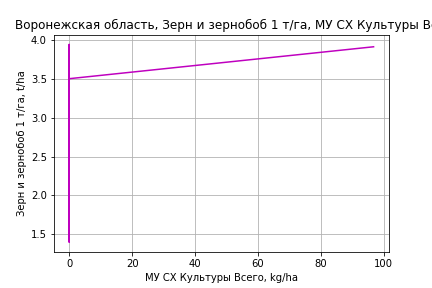 Воронежская область, Зерн и зернобоб 1 т/га, МУ СХ Культуры В
4.0
3.5
3.0
2.5
2.0
1.5
Зерн и зернобоб 1 т/га, t/ha
0 20 40 60 80 100
МУ СХ Культуры Всего, kg/ha